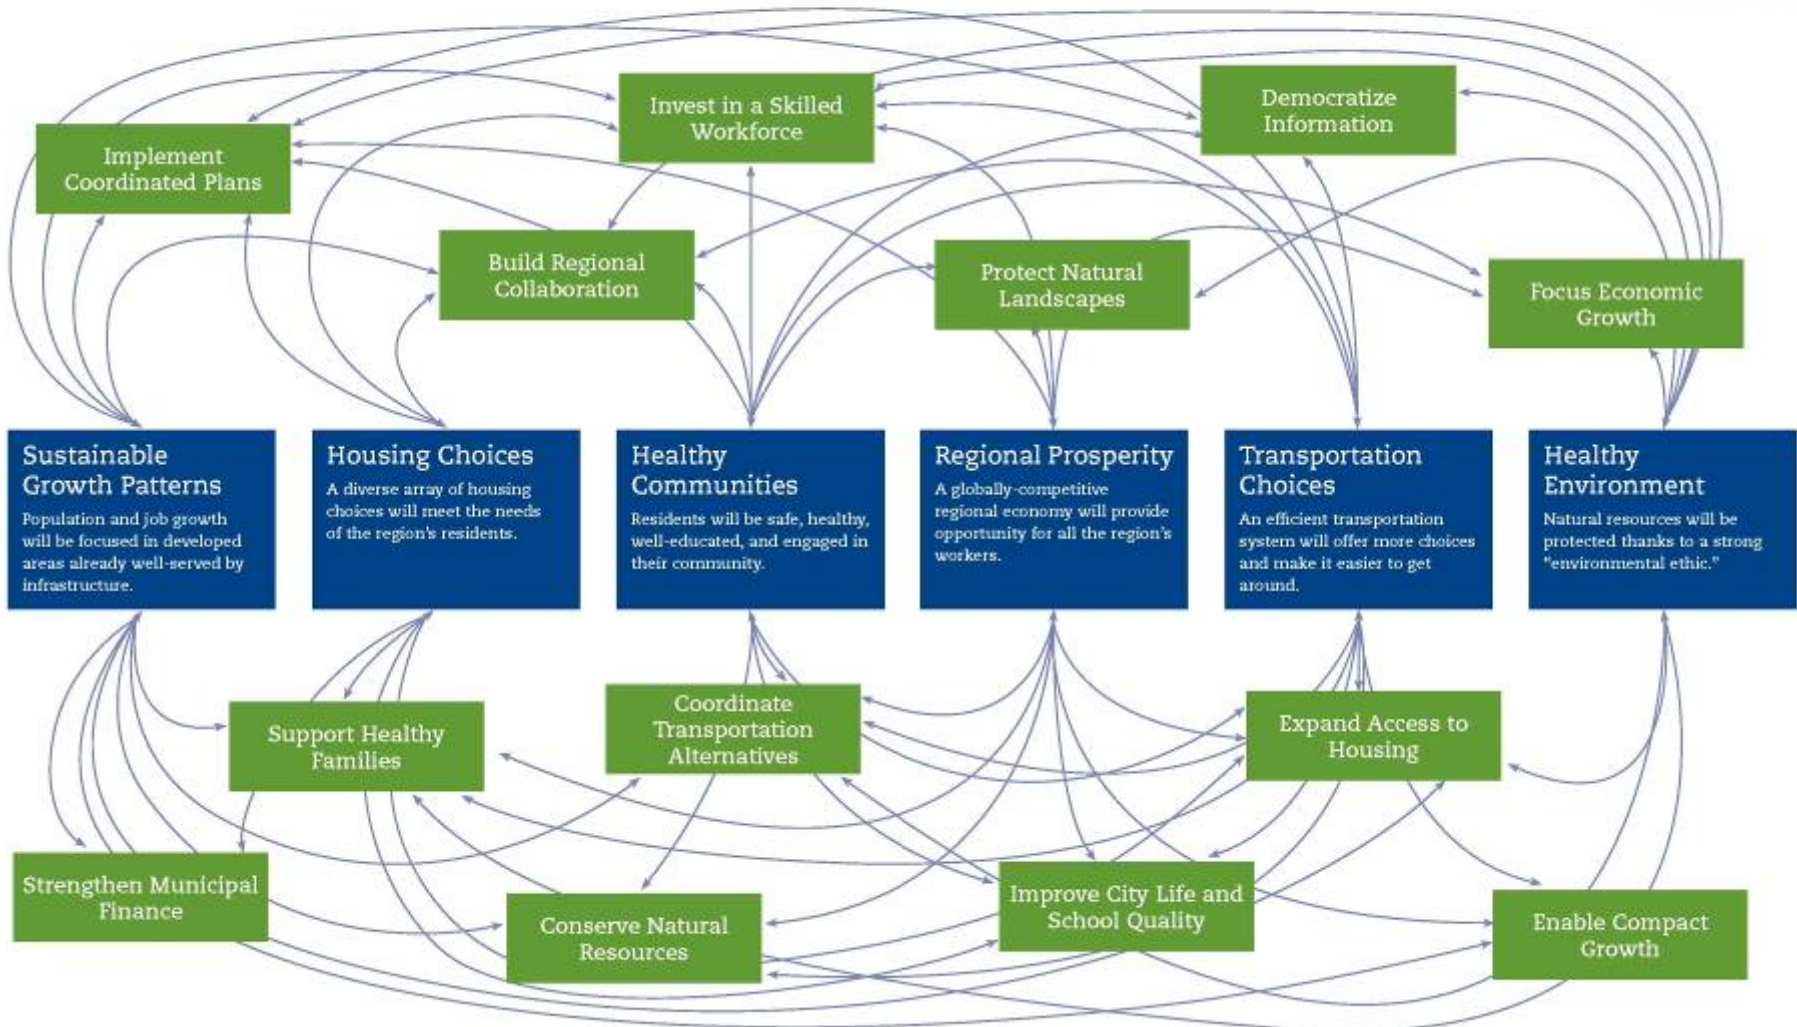 Invest in a Skilled
Workforce
Democratize
Information
Implement
Coordinated Plans
Build Regional
Collaboration
Protect Natural
Landscapes
Focus Economic
Growth
Sustainable
Growth Patterns
Population and job growth
will be focused in developed
areas already well-served by
infrastructure.
Housing Choices
A diverse array of housing
choices will meet the needs
of the region's residents.
Healthy
Communities
Residents will be safe, healthy,
well-educated, and engaged in
their community.
Regional Prosperity
A globally-competitive
regional economy will provide
opportunity for all the region's
workers.
Transportation
Choices
An efficient transportation
system will offer more choices
and make it easier to get
around.
Healthy
Environment
Natural resources will be
protected thanks to a strong
"environmental ethic."
Support Healthy
Families
Coordinate
Transportation
Alternatives
Expand Access to
Housing
Strengthen Municipal
Finance
Conserve Natural
Resources
Improve City Life and
School Quality
Enable Compact
Growth